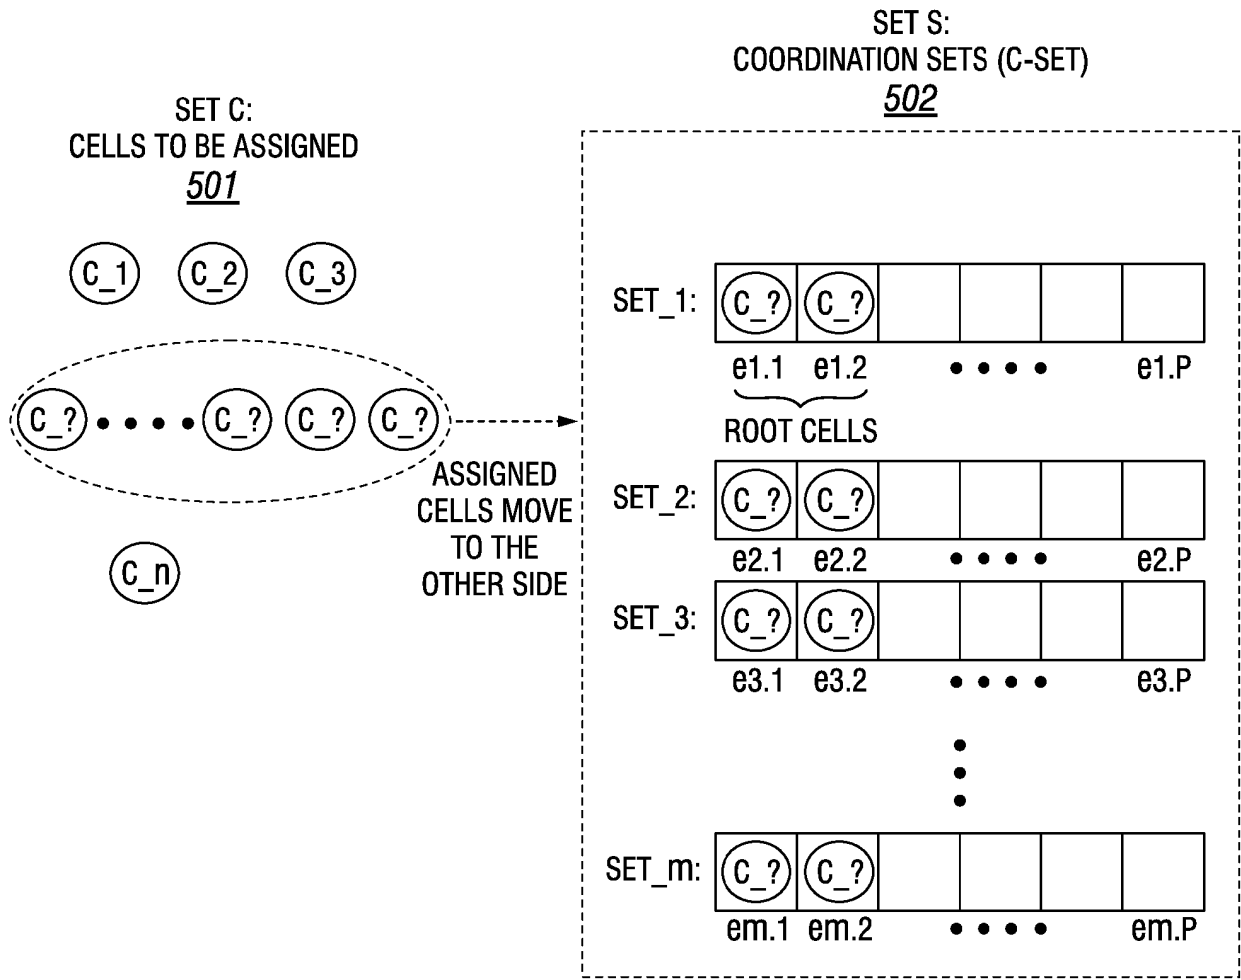 SET S:
COORDINATION SETS (C-SET)
502
SET C:
CELLS TO BE ASSIGNED
501
C_1 C_2 C_3
C_? C_? C_? C_?
ASSIGNED
CELLS MOVE
TO THE
OTHER SIDE
C_n
SET_1: C_? C_?
e1.1 e1.2 e1.P
ROOT CELLS
SET_2: C_? C_?
e2.1 e2.2 e2.P
SET_3: C_? C_?
e3.1 e3.2 e3.P
SET_m: C_? C_?
em.1 em.2 em.P